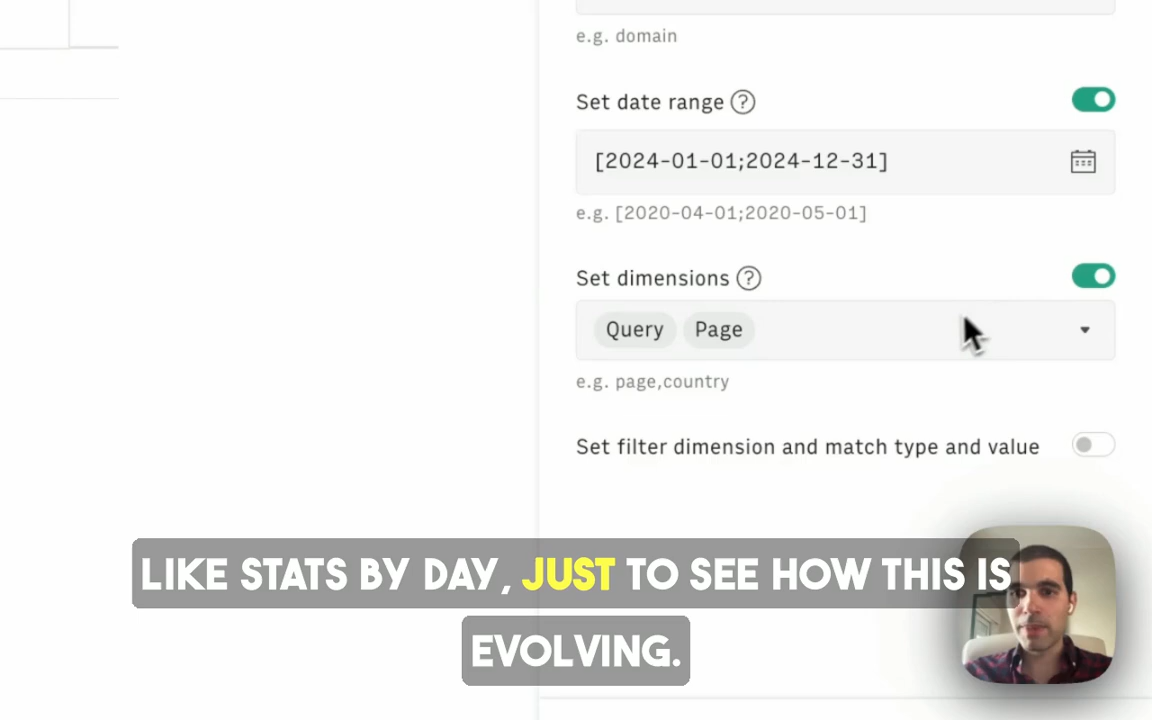 e.g. domain
Set date range ?
[2024-01-01;2024-12-31]
e.g. [2020-04-01;2020-05-01]
Set dimensions ?
Query Page
e.g. page,country
Set filter dimension and match type and value
LIKE STATS BY DAY, JUST TO SEE HOW THIS IS
EVOLVING.